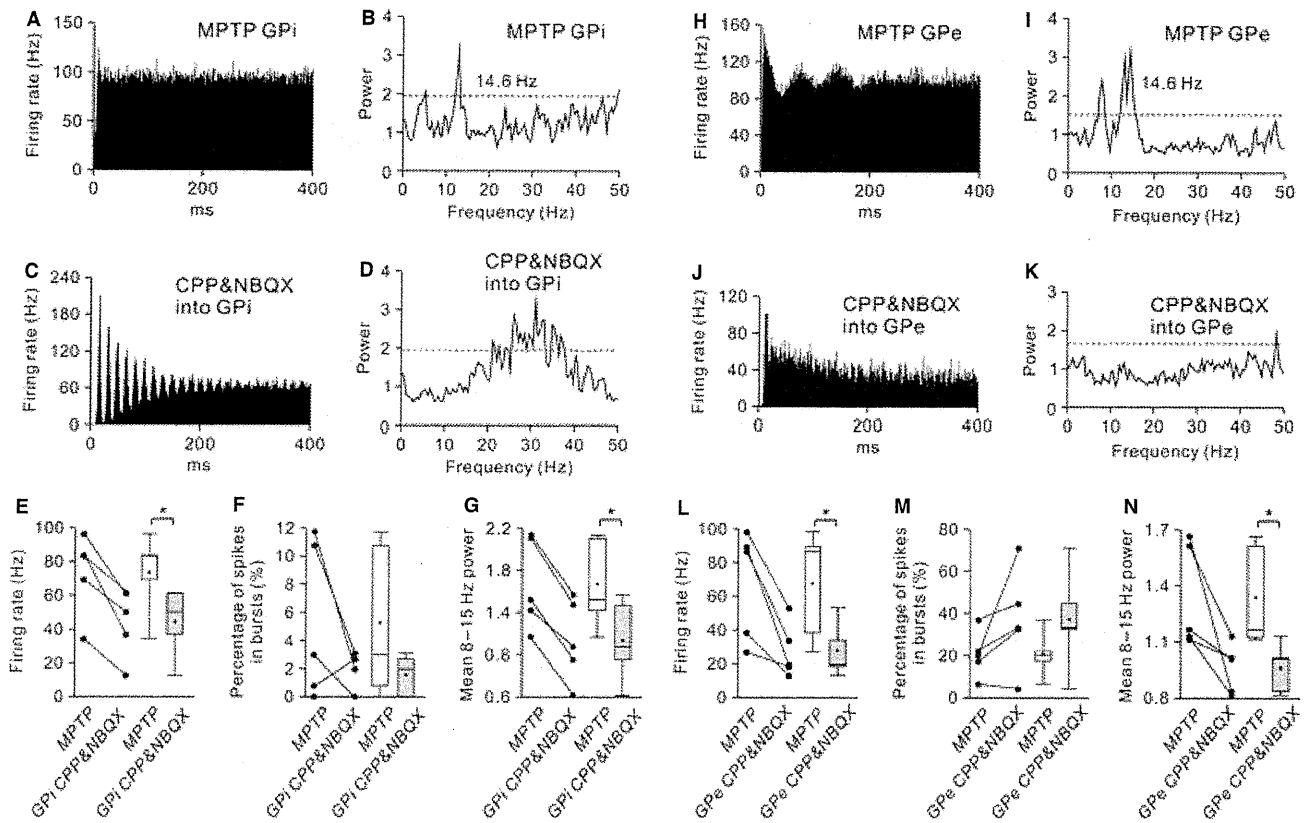 A
MPTP GPi
Firing rate (Hz)
150
100
50
0
0
200
400
ms
B
MPTP GPi
14.6 Hz
Power
4
3
2
1
0
0
10
20
30
40
50
Frequency (Hz)
H
MPTP GPe
Firing rate (Hz)
160
120
80
40
0
0
200
400
ms
I
MPTP GPe
14.6 Hz
Power
4
3
2
1
0
0
10
20
30
40
50
Frequency (Hz)
C
CPP&NBQX
into GPi
Firing rate (Hz)
240
180
120
60
0
0
200
400
ms
D
CPP&NBQX
into GPi
Power
4
3
2
1
0
0
10
20
30
40
50
Frequency (Hz)
J
CPP&NBQX
into GPe
Firing rate (Hz)
120
80
40
0
0
200
400
ms
K
CPP&NBQX
into GPe
Power
3
2
1
0
0
10
20
30
40
50
Frequency (Hz)
E
Firing rate (Hz)
100
80
60
40
20
0
*
MPTP
GPi CPP&NBQX
MPTP
GPi CPP&NBQX
F
Percentage of spikes
in bursts (%)
12
10
8
6
4
2
0
MPTP
GPi CPP&NBQX
MPTP
GPi CPP&NBQX
G
Mean 8–15 Hz power
2.2
1.8
1.4
1.0
0.6
*
MPTP
GPi CPP&NBQX
MPTP
GPi CPP&NBQX
L
Firing rate (Hz)
100
80
60
40
20
0
*
MPTP
GPe CPP&NBQX
MPTP
GPe CPP&NBQX
M
Percentage of spikes
in bursts (%)
80
60
40
20
0
MPTP
GPe CPP&NBQX
MPTP
GPe CPP&NBQX
N
Mean 8–15 Hz power
1.7
1.4
1.1
0.8
*
MPTP
GPe CPP&NBQX
MPTP
GPe CPP&NBQX